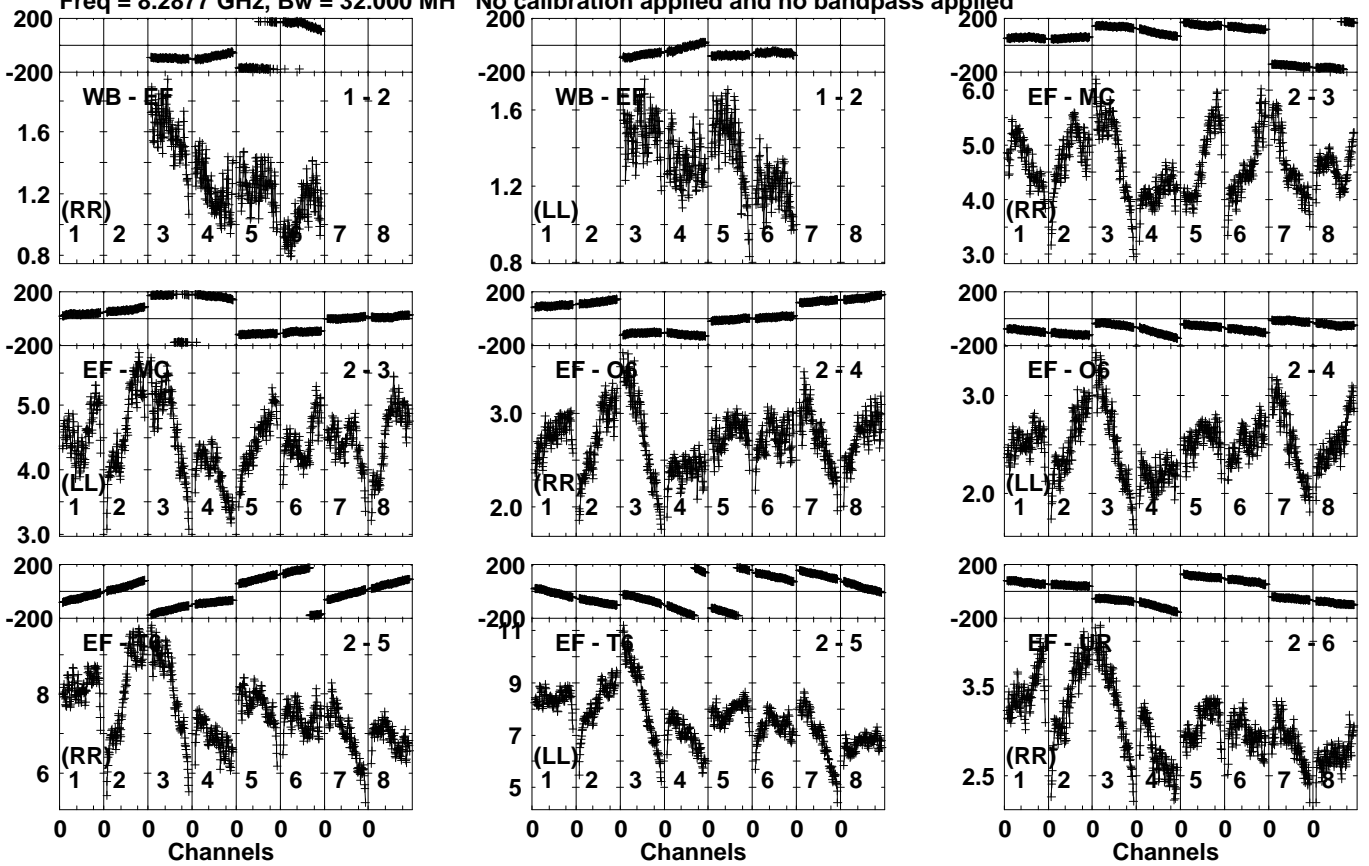 Freq = 8.2877 GHz, Bw = 32.000 MH No calibration applied and no bandpass applied
200
-200
WB - EF 1 - 2
1.6
1.2
0.8
(RR)
1 2 3 4 5 6 7 8
200
-200
WB - EF 1 - 2
1.6
1.2
0.8
(LL)
1 2 3 4 5 6 7 8
200
-200
EF - MC 2 - 3
6.0
5.0
4.0
3.0
(RR)
1 2 3 4 5 6 7 8
200
-200
EF - MC 2 - 3
5.0
4.0
3.0
(LL)
1 2 3 4 5 6 7 8
200
-200
EF - O6 2 - 4
3.0
2.0
(RR)
1 2 3 4 5 6 7 8
200
-200
EF - O6 2 - 4
3.0
2.0
(LL)
1 2 3 4 5 6 7 8
200
-200
EF - T6 2 - 5
8
6
(RR)
1 2 3 4 5 6 7 8
200
-200
EF - T6 2 - 5
11
9
7
5
(LL)
1 2 3 4 5 6 7 8
200
-200
EF - UR 2 - 6
3.5
2.5
(RR)
1 2 3 4 5 6 7 8
0 0 0 0 0 0 0 0
Channels
0 0 0 0 0 0 0 0
Channels
0 0 0 0 0 0 0 0
Channels